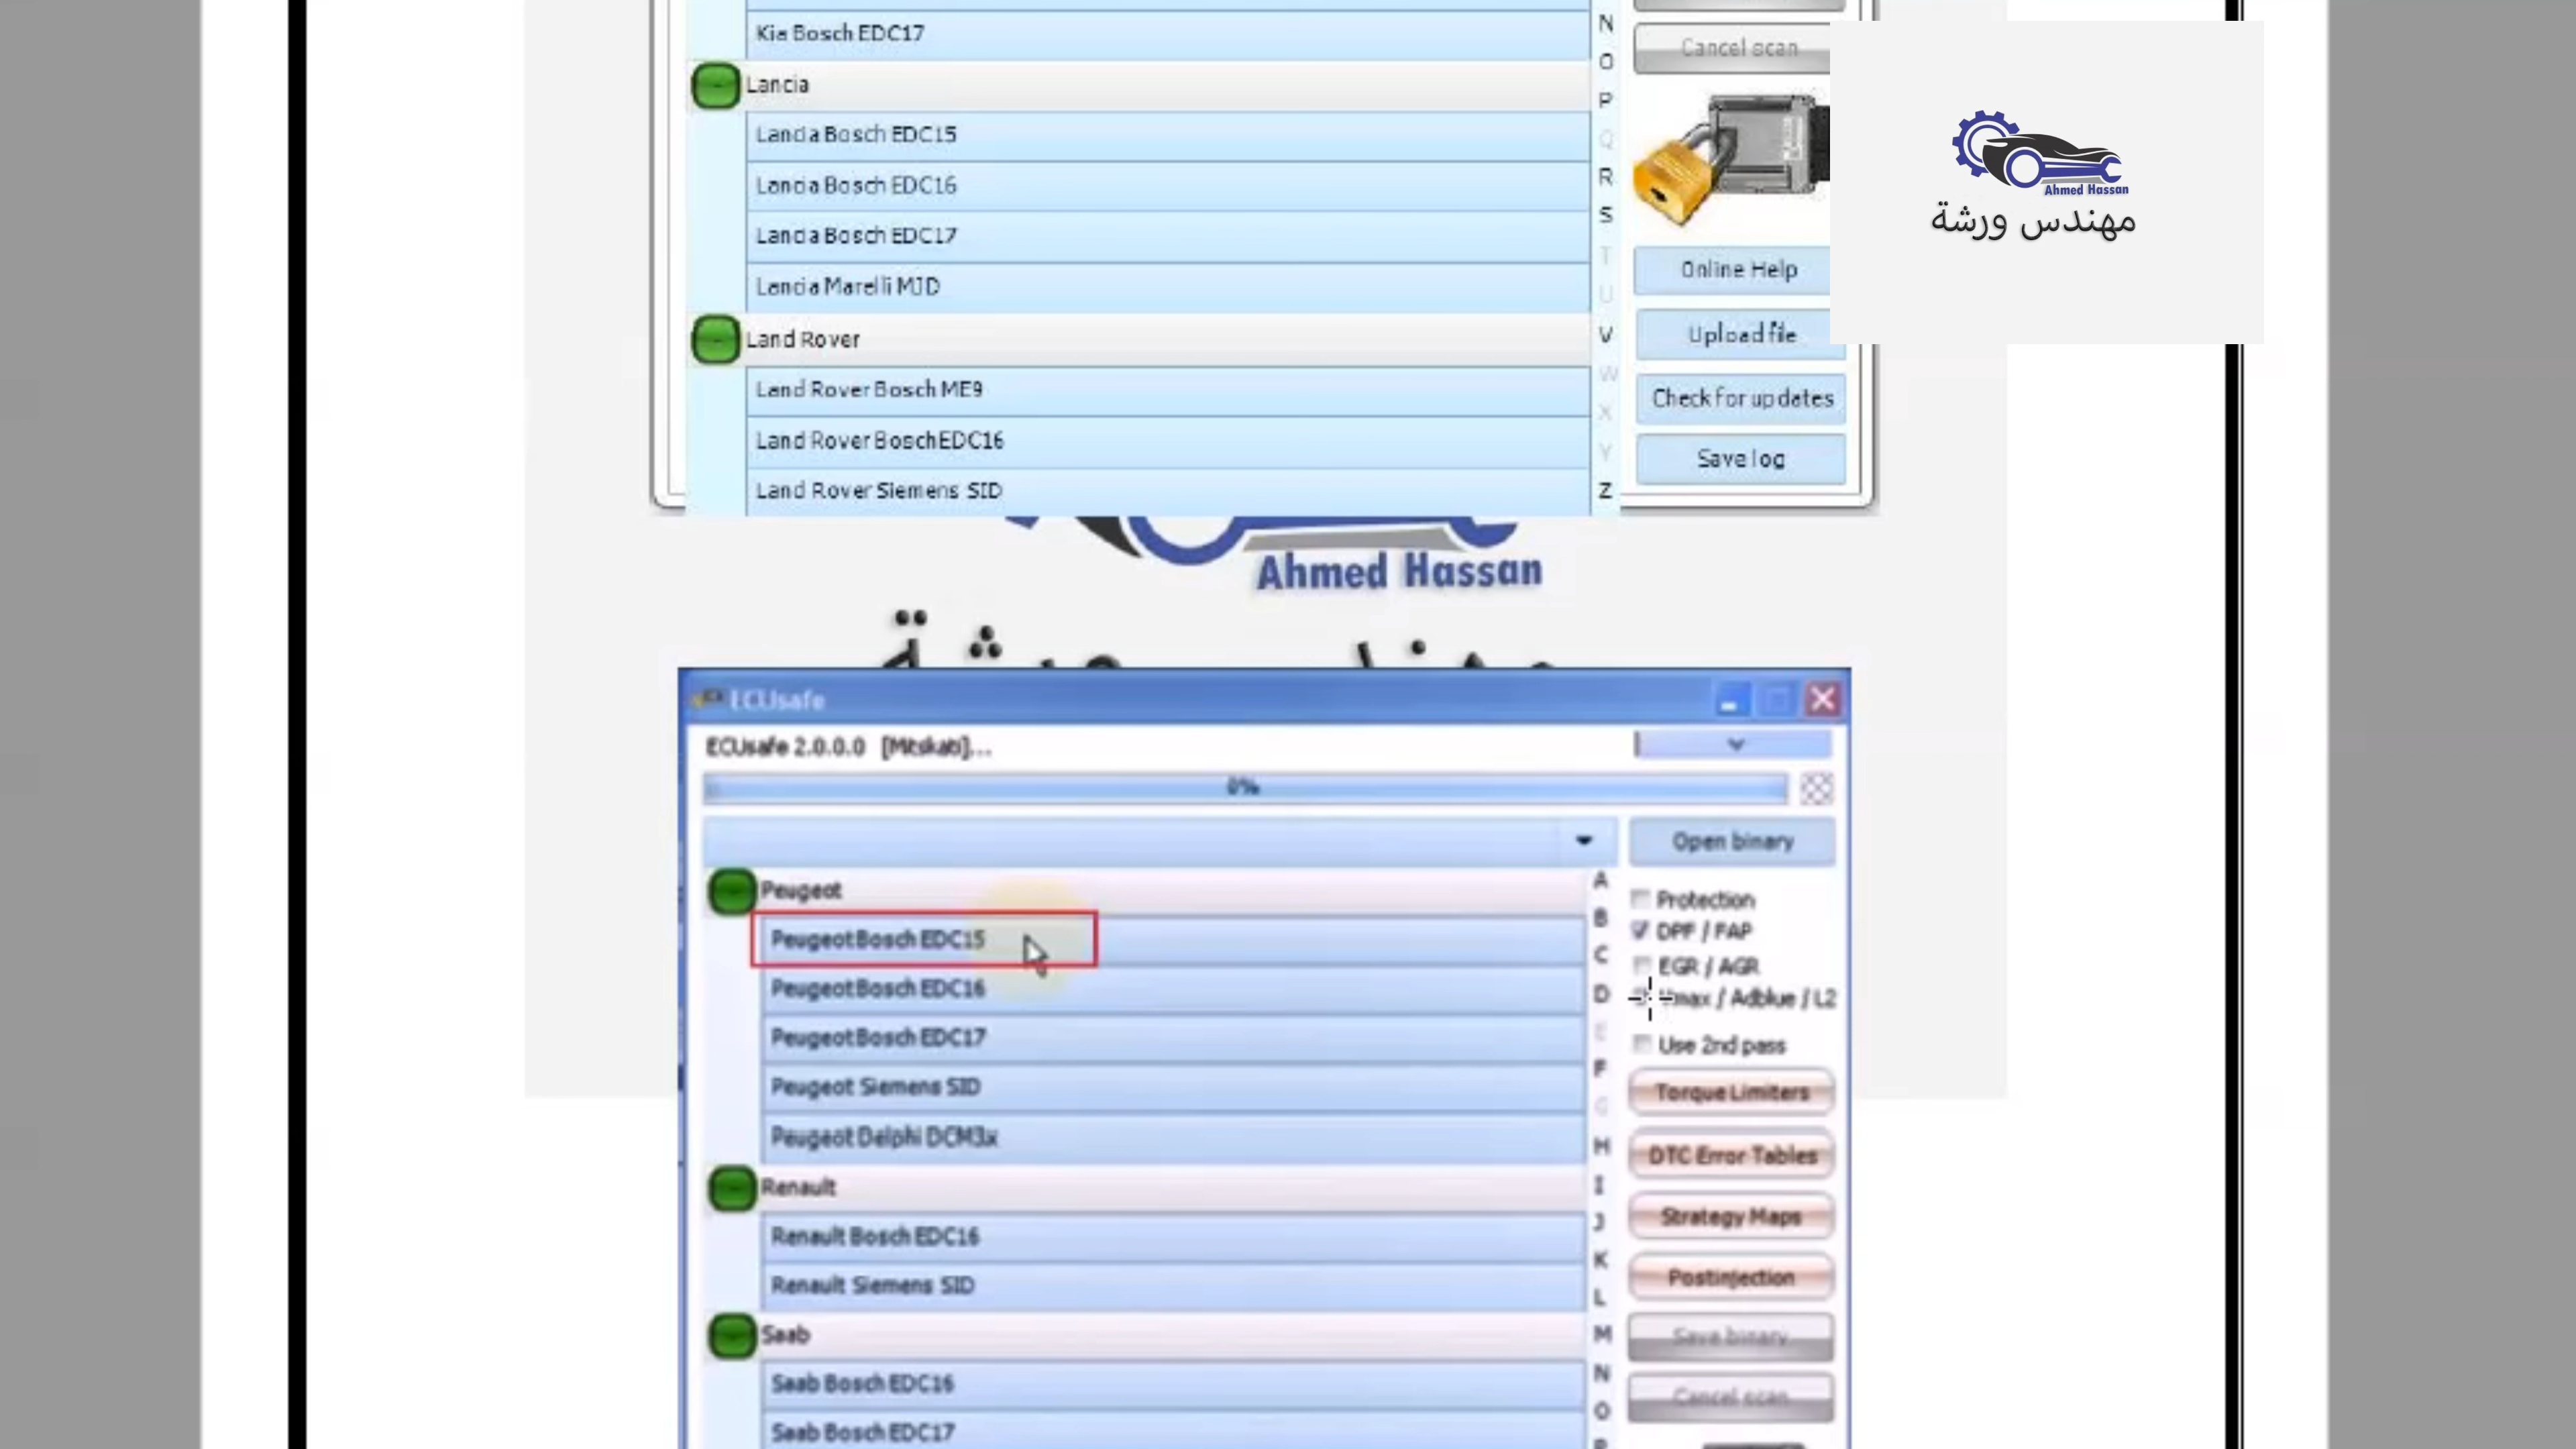 Kia Bosch EDC17
Lancia
Lancia Bosch EDC15
Lancia Bosch EDC16
Lancia Bosch EDC17
Lancia Marelli MJD
Land Rover
Land Rover Bosch ME9
Land Rover Bosch EDC16
Land Rover Siemens SID
N
O
P
Q
R
S
T
U
V
W
X
Y
Z
Cancel scan
Online Help
Upload file
Check for updates
Save log
Ahmed Hassan
مهندس ورشة
Ahmed Hassan
ECUsafe
ECUsafe 2.0.0.0
0%
Open binary
Peugeot
Peugeot Bosch EDC15
Peugeot Bosch EDC16
Peugeot Bosch EDC17
Peugeot Siemens SID
Peugeot Delphi DCM3x
Renault
Renault Bosch EDC16
Renault Siemens SID
Saab
Saab Bosch EDC16
Saab Bosch EDC17
A
B
C
D
E
F
G
H
I
J
K
L
M
N
O
P
Protection
DPF / FAP
EGR / AGR
/ Adblue / L2
Use 2nd pass
Torque Limiters
DTC Error Tables
Strategy Maps
Postinjection
Save binary
Cancel scan